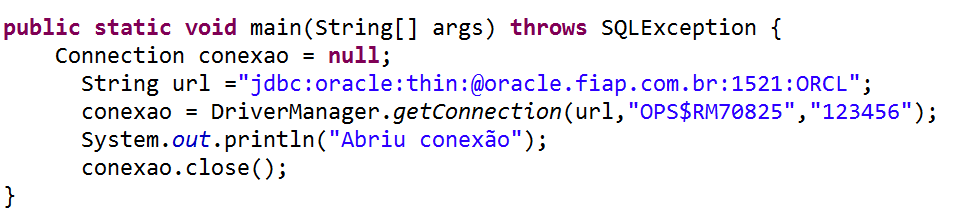 public static void main(String[] args) throws SQLException {
Connection conexao = null;
String url ="jdbc:oracle:thin:@oracle.fiap.com.br:1521:ORCL";
conexao = DriverManager.getConnection(url,"OPS$RM70825","123456");
System.out.println("Abriu conexão");
conexao.close();
}